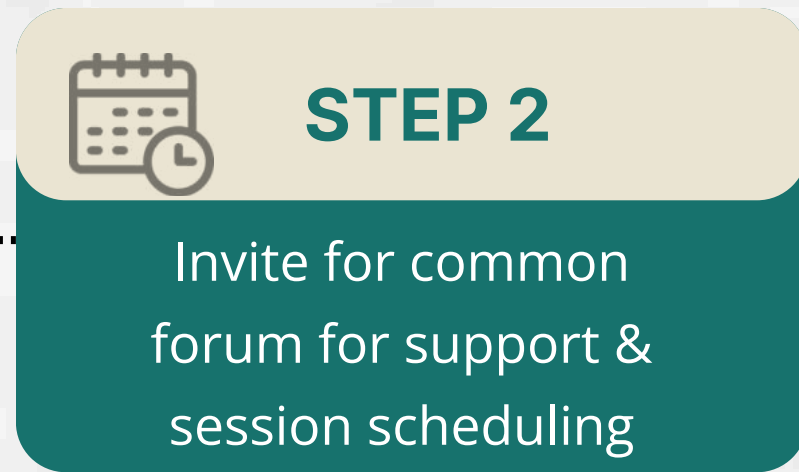 STEP 2
Invite for common
forum for support &
session scheduling